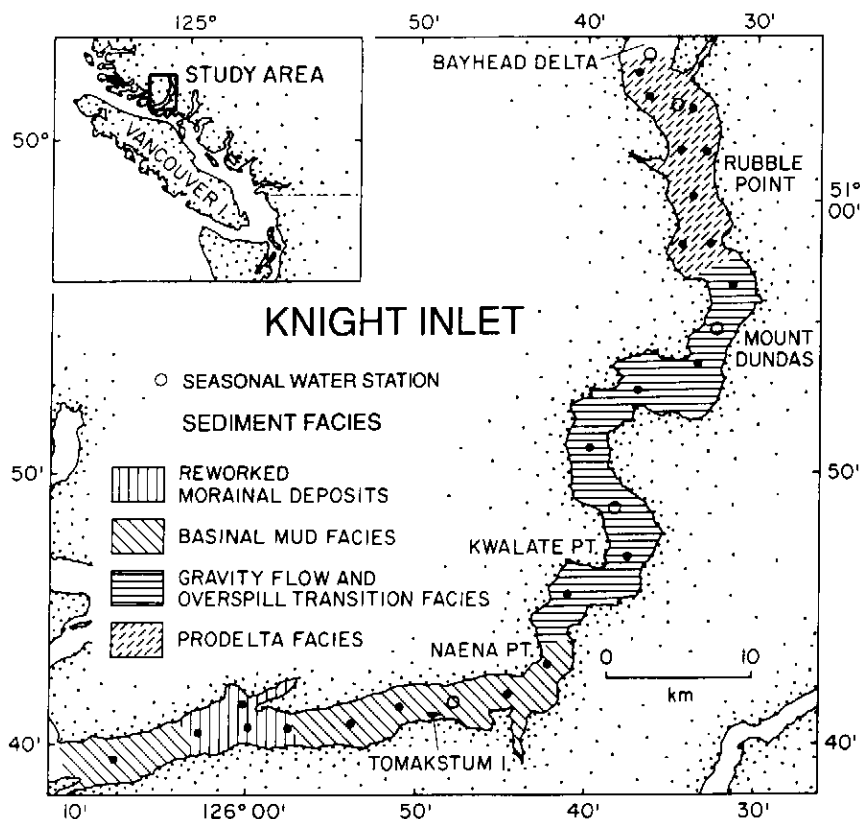 125°
50'
40'
30'
STUDY AREA
BAYHEAD DELTA
50°
VANCOUVER I.
RUBBLE
POINT
51°
00'
KNIGHT INLET
MOUNT
DUNDAS
SEASONAL WATER STATION
SEDIMENT FACIES
REWORKED
MORAINAL DEPOSITS
50'
50'
BASINAL MUD FACIES
KWALATE PT.
GRAVITY FLOW AND
OVERSPILL TRANSITION FACIES
PRODELTA FACIES
NAENA PT.
0
10
km
40'
40'
TOMAKSTUM I.
10'
126° 00'
50'
40'
30'